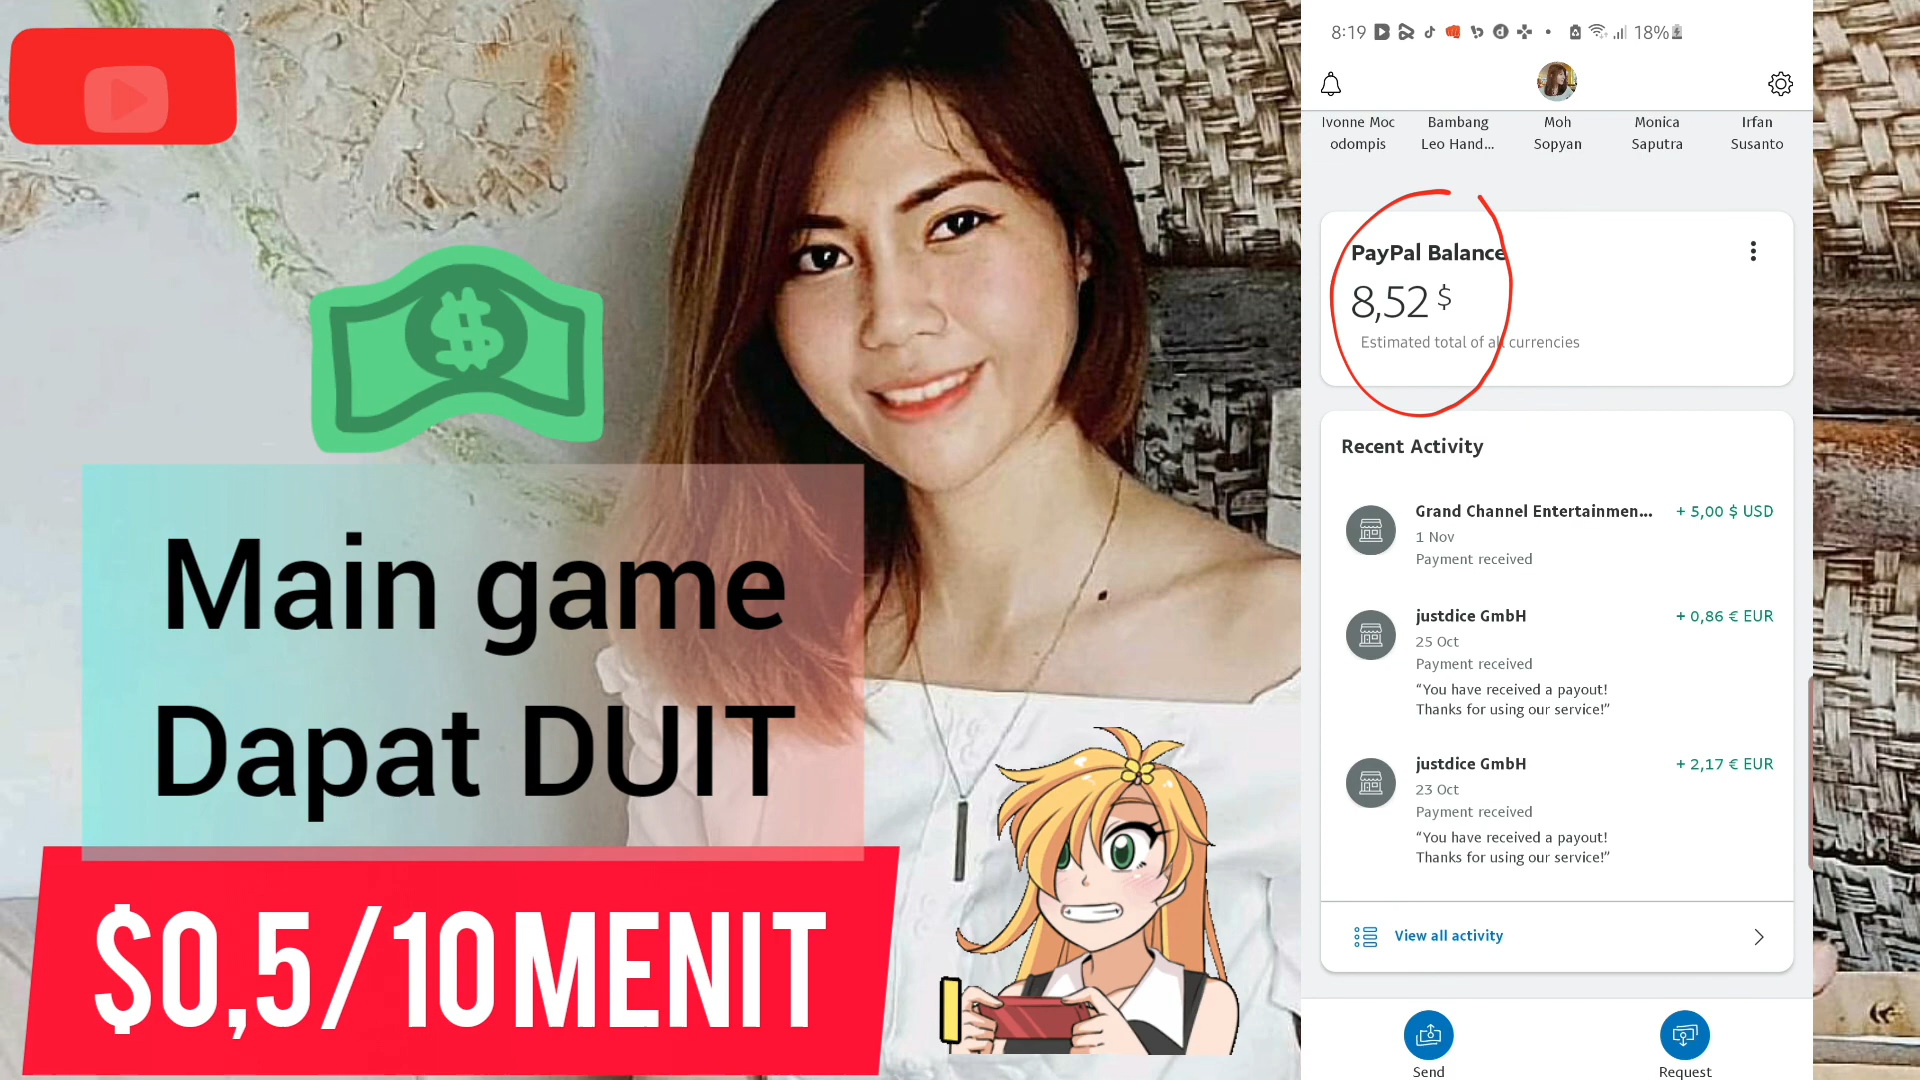 Main game
Dapat DUIT
$0,5/10 MENIT
8:19
18%
Ivonne Moc
odompis
Bambang
Leo Hand...
Moh
Sopyan
Monica
Saputra
Irfan
Susanto
PayPal Balance
8,52 $
Estimated total of all currencies
Recent Activity
Grand Channel Entertainmen... + 5,00 $ USD
1 Nov
Payment received
justdice GmbH + 0,86 € EUR
25 Oct
Payment received
“You have received a payout!
Thanks for using our service!”
justdice GmbH + 2,17 € EUR
23 Oct
Payment received
“You have received a payout!
Thanks for using our service!”
View all activity
Send
Request